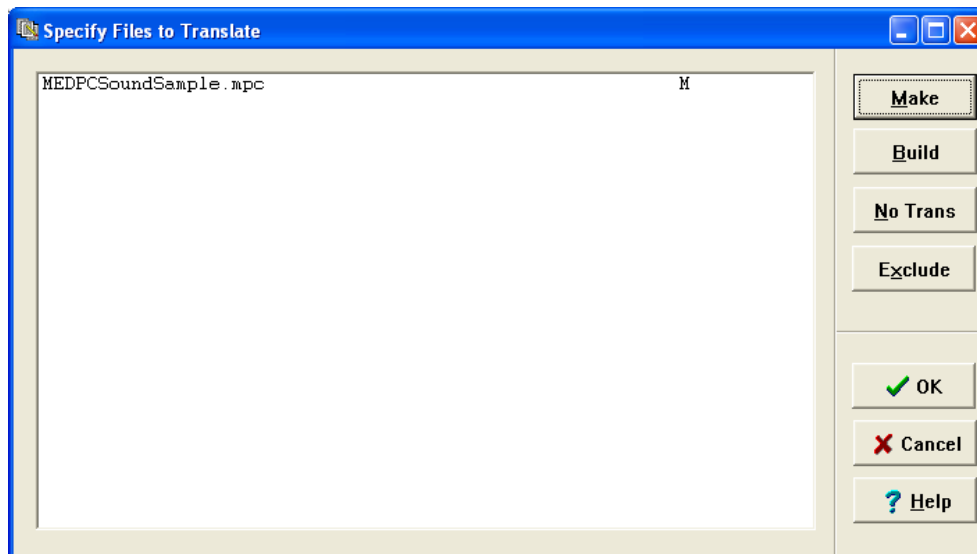 Specify Files to Translate
MEDPCSoundSample.mpc M
Make
Build
No Trans
Exclude
OK
Cancel
? Help